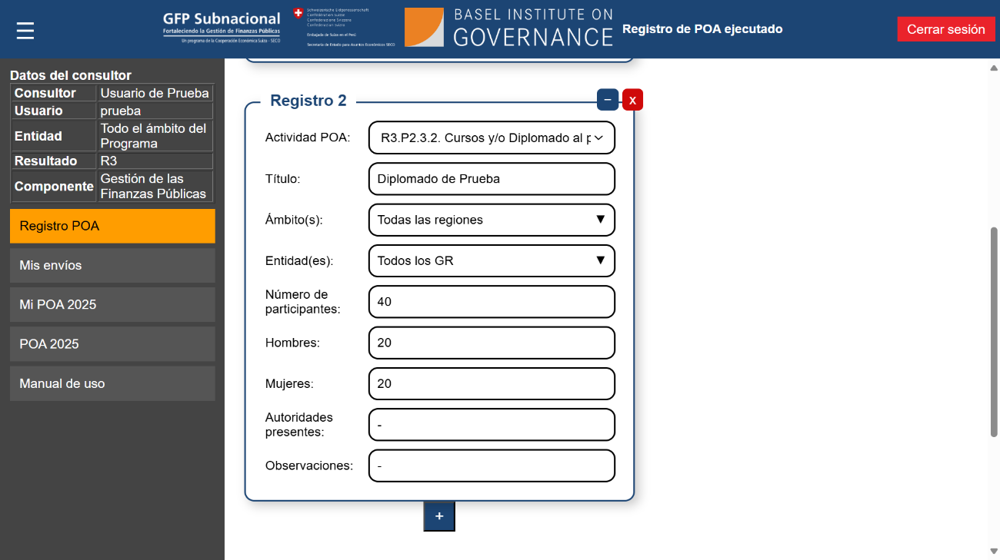 GFP Subnacional
Fortaleciendo la Gestión de Finanzas Públicas
Un programa de la Cooperación Económica Suiza - SECO
Schweizerische Eidgenossenschaft
Confédération suisse
Confederazione Svizzera
Confederaziun svizra
Embajada de Suiza en el Perú
Secretaría de Estado para Asuntos Económicos SECO
BASEL INSTITUTE ON
GOVERNANCE
Registro de POA ejecutado
Cerrar sesión
Datos del consultor
Consultor Usuario de Prueba
Usuario prueba
Entidad Todo el ámbito del
Programa
Resultado R3
Componente Gestión de las
Finanzas Públicas
Registro POA
Mis envíos
Mi POA 2025
POA 2025
Manual de uso
Registro 2
−
X
Actividad POA: R3.P2.3.2. Cursos y/o Diplomado al p
Título: Diplomado de Prueba
Ámbito(s): Todas las regiones
Entidad(es): Todos los GR
Número de
participantes: 40
Hombres: 20
Mujeres: 20
Autoridades
presentes: -
Observaciones: -
+